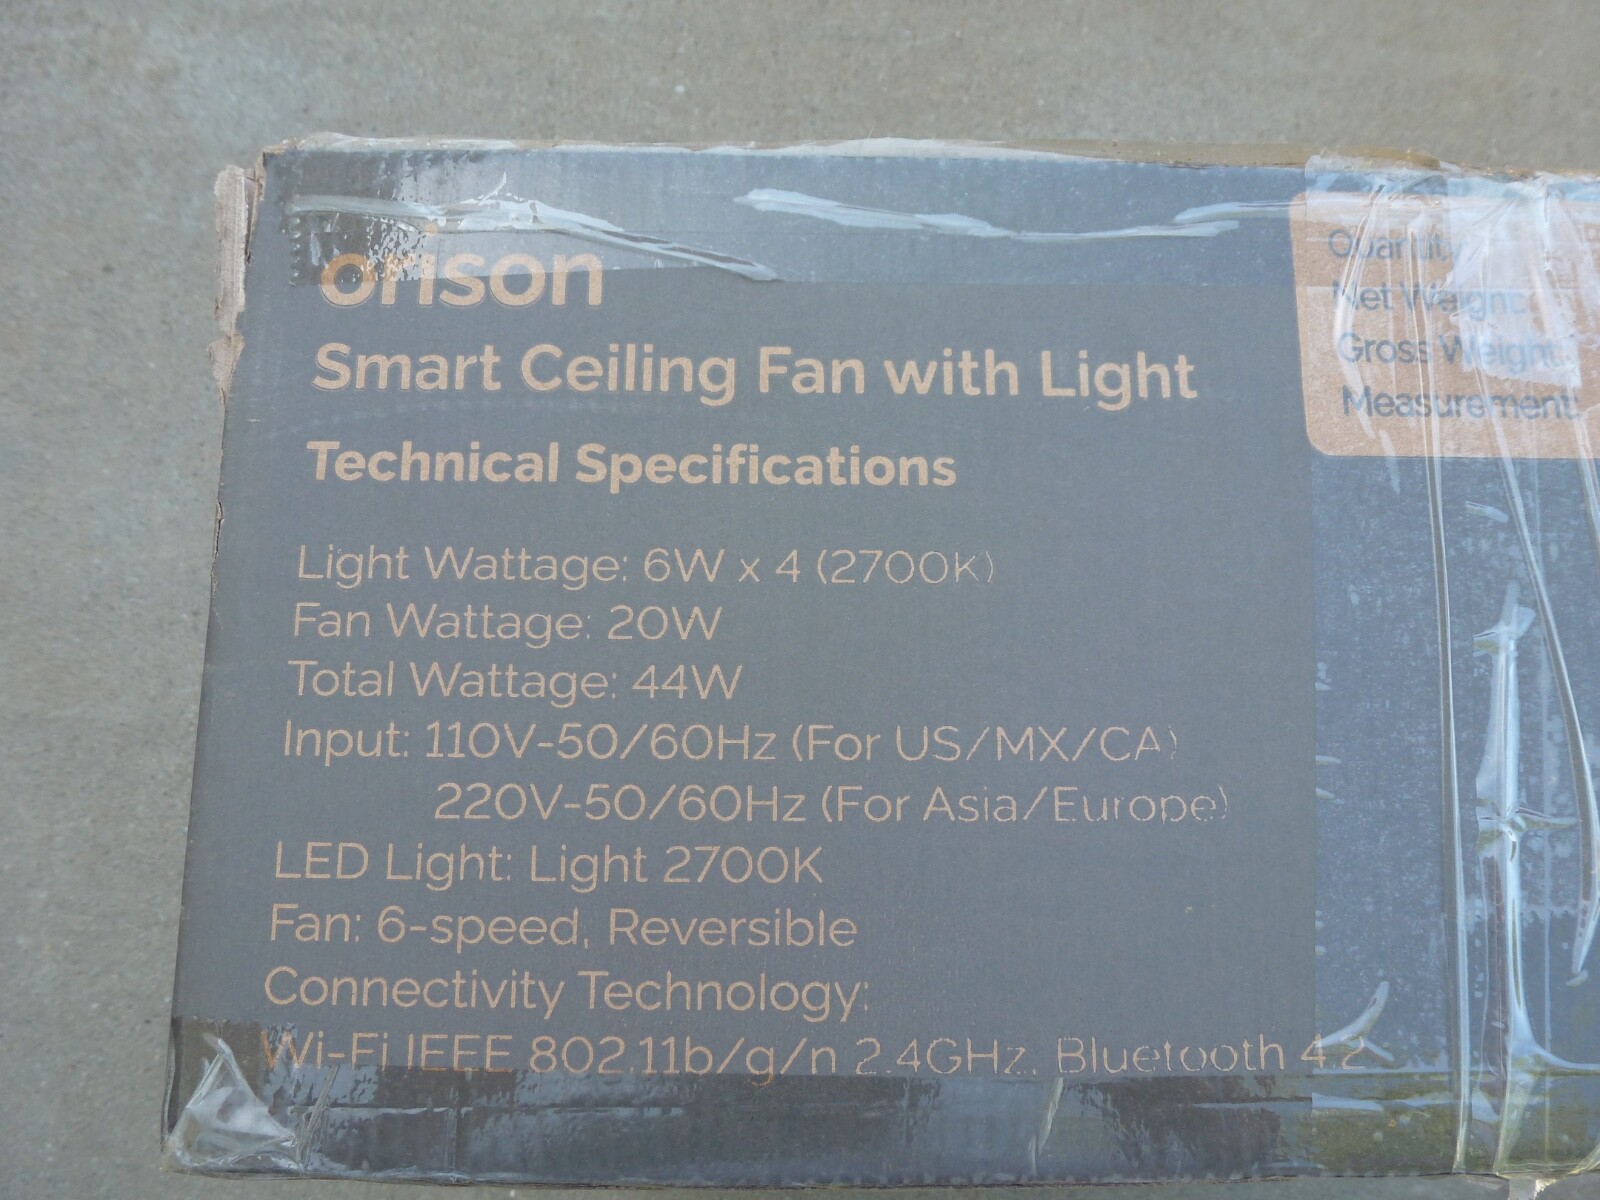 orison
Smart Ceiling Fan with Light
Technical Specifications
Light Wattage: 6W x 4 (2700K)
Fan Wattage: 20W
Total Wattage: 44W
Input: 110V-50/60Hz (For US/MX/CA)
220V-50/60Hz (For Asia/Europe)
LED Light: Light 2700K
Fan: 6-speed, Reversible
Connectivity Technology:
Wi-Fi IEEE 802.11b/g/n 2.4GHz, Bluetooth 4.2
Quantity
Net Weight:
Gross Weight:
Measurement: